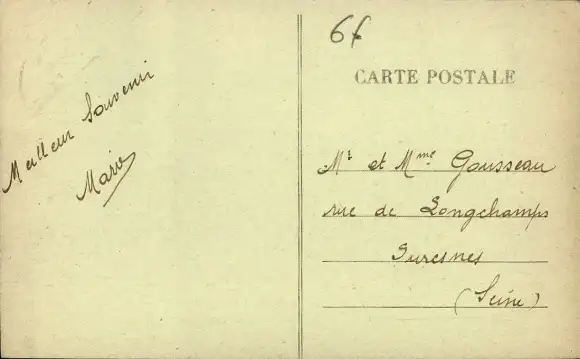 Meilleur Souvenir
Marie
6f
CARTE POSTALE
Mr et Mme Gousseau
rue de Longchamps
Suresnes
(Seine)